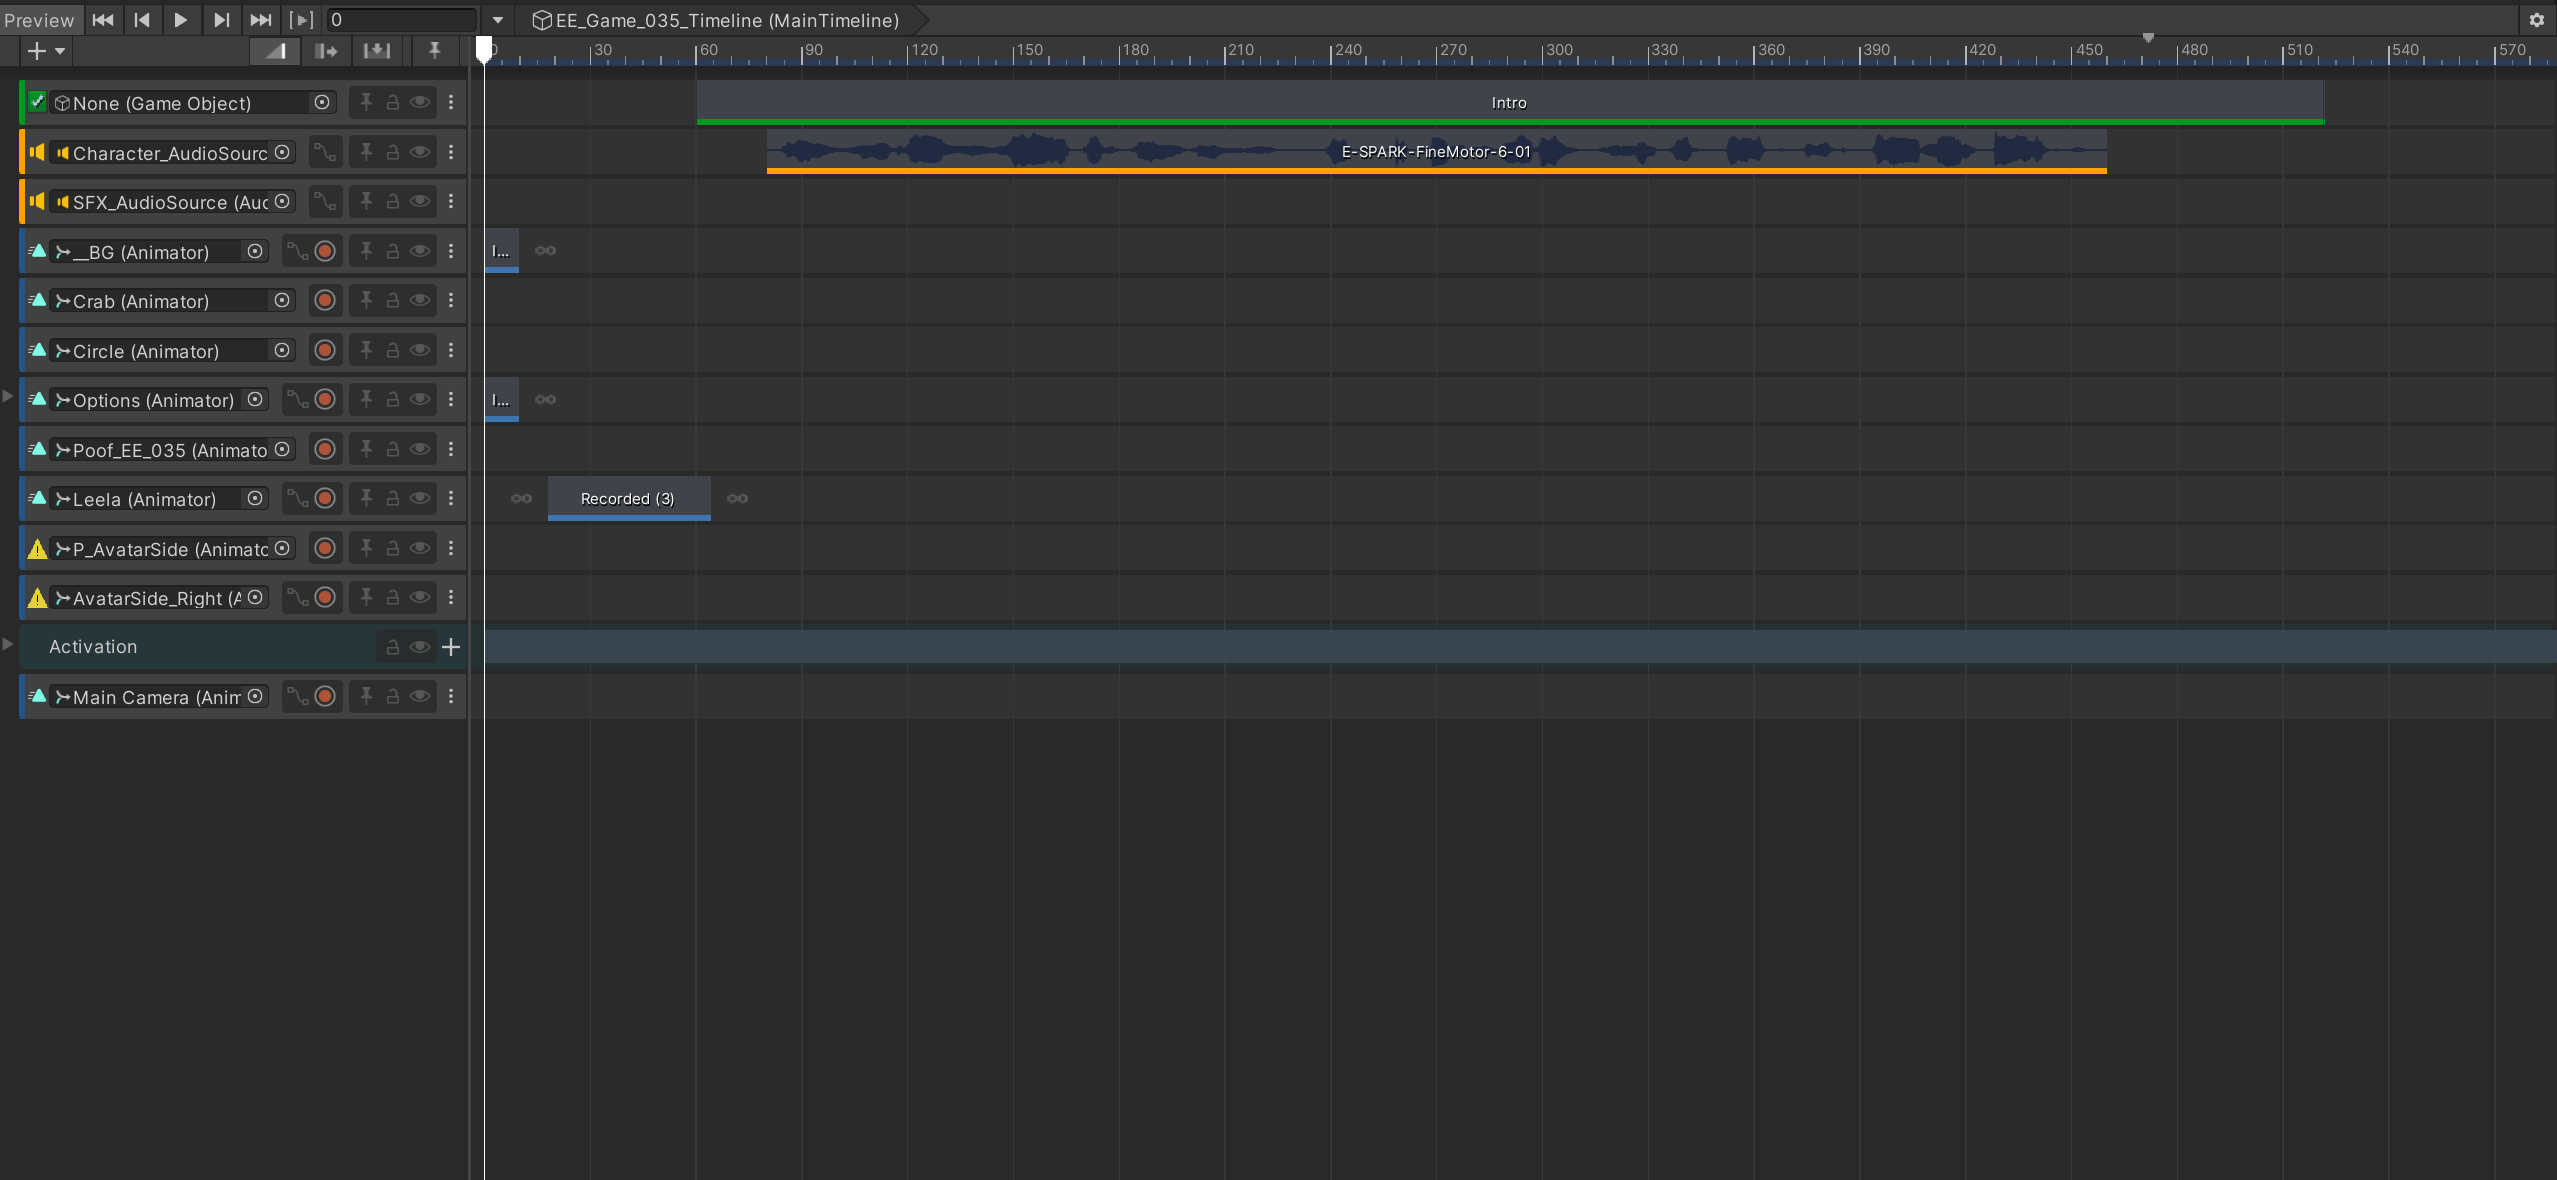 Preview 0 EE_Game_035_Timeline (MainTimeline)
0 30 60 90 120 150 180 210 240 270 300 330 360 390 420 450 480 510 540 570
None (Game Object) Intro
Character_AudioSourc E-SPARK-FineMotor-6-01
SFX_AudioSource (Auc
__BG (Animator) I...
Crab (Animator)
Circle (Animator)
Options (Animator) I...
Poof_EE_035 (Animato
Leela (Animator) Recorded (3)
P_AvatarSide (Animatc
AvatarSide_Right (A
Activation
Main Camera (Anim